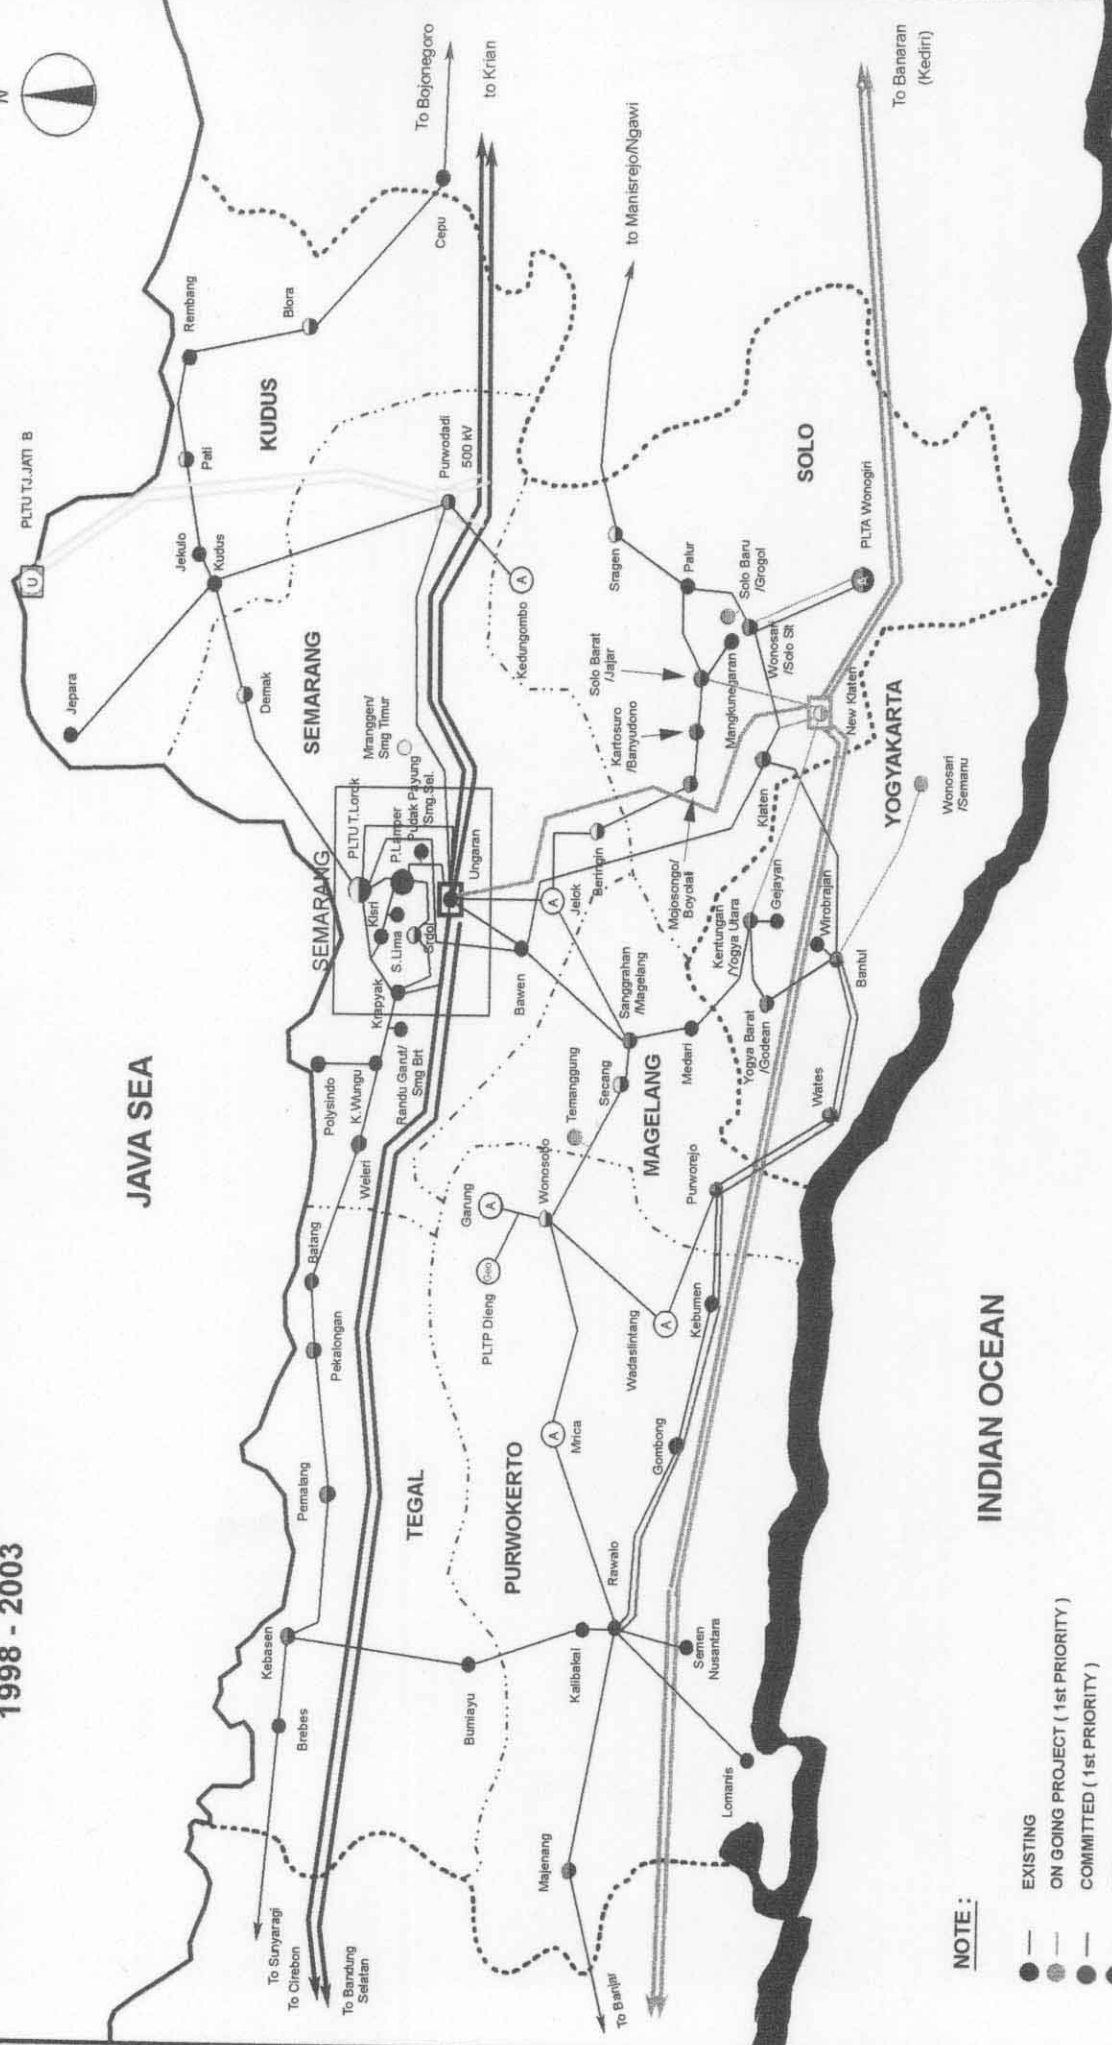 1998 - 2003
N
JAVA SEA
INDIAN OCEAN
PLTU TJ.JATI B
U
Jepara
Rembang
Pati
Jekulo
Kudus
KUDUS
Blora
Cepu
To Bojonegoro
to Krian
Purwodadi
500 kV
Demak
SEMARANG
Mranggen/
Smg Timur
Kedungombo
A
SEMARANG
PLTU T.Lorok
P.Lamper
Pudak Payung
/Smg.Sel.
Kisri
S.Lima
Srdol
Krapyak
Ungaran
Randu Garut/
Smg Brt
Polysindo
K.Wungu
Weleri
Batang
Pekalongan
Pemalang
Kebasen
Brebes
To Sunyaragi
To Cirebon
To Bandung
Selatan
TEGAL
Bumiayu
PURWOKERTO
Kalibakal
Rawalo
Semen
Nusantara
Lomanis
Majenang
To Banjar
Gombong
Kebumen
Mrica
A
Wadaslintang
A
PLTP Dieng
Geo
Garung
A
Wonosobo
Temanggung
Secang
MAGELANG
Sanggrahan
/Magelang
Medari
Purworejo
Wates
Bawen
Jelok
A
Beringin
Mojosongo/
Boyolali
Kartosuro
/Banyudono
Solo Barat
/Jajar
Mangkunegaran
Sragen
Palur
Solo Baru
/Grogol
Wonosari
/Solo Slt
PLTA Wonogiri
A
SOLO
to Manisrejo/Ngawi
To Banaran
(Kediri)
Klaten
New Klaten
YOGYAKARTA
Kentungan
/Yogya Utara
Gejayan
Wirobrajan
Bantul
Yogya Barat
/Godean
Wonosari
/Semanu
NOTE :
EXISTING
ON GOING PROJECT ( 1st PRIORITY )
COMMITTED ( 1st PRIORITY )